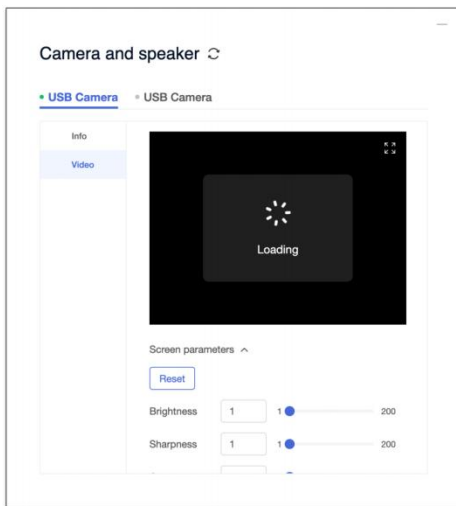 Camera and speaker
USB Camera USB Camera
Info
Video
Loading
Screen parameters
Reset
Brightness 1 1 200
Sharpness 1 1 200